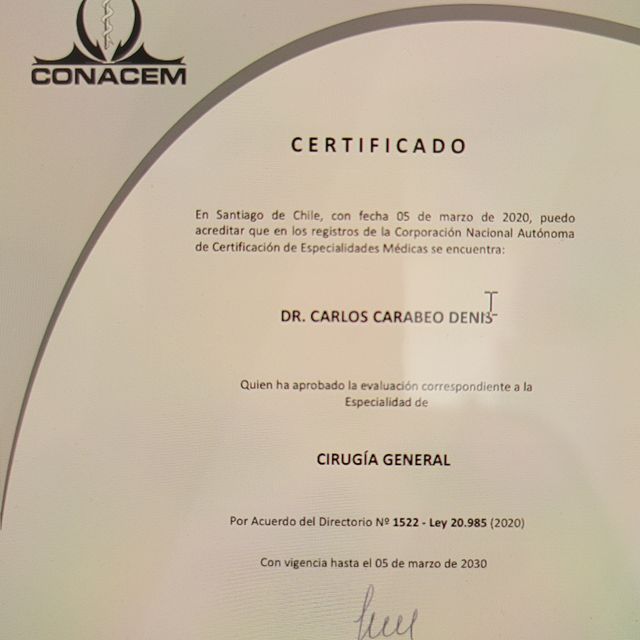 CONACEM
CERTIFICADO
En Santiago de Chile, con fecha 05 de marzo de 2020, puedo
acreditar que en los registros de la Corporación Nacional Autónoma
de Certificación de Especialidades Médicas se encuentra:
DR. CARLOS CARABEO DENIS
Quien ha aprobado la evaluación correspondiente a la
Especialidad de
CIRUGÍA GENERAL
Por Acuerdo del Directorio Nº 1522 - Ley 20.985 (2020)
Con vigencia hasta el 05 de marzo de 2030